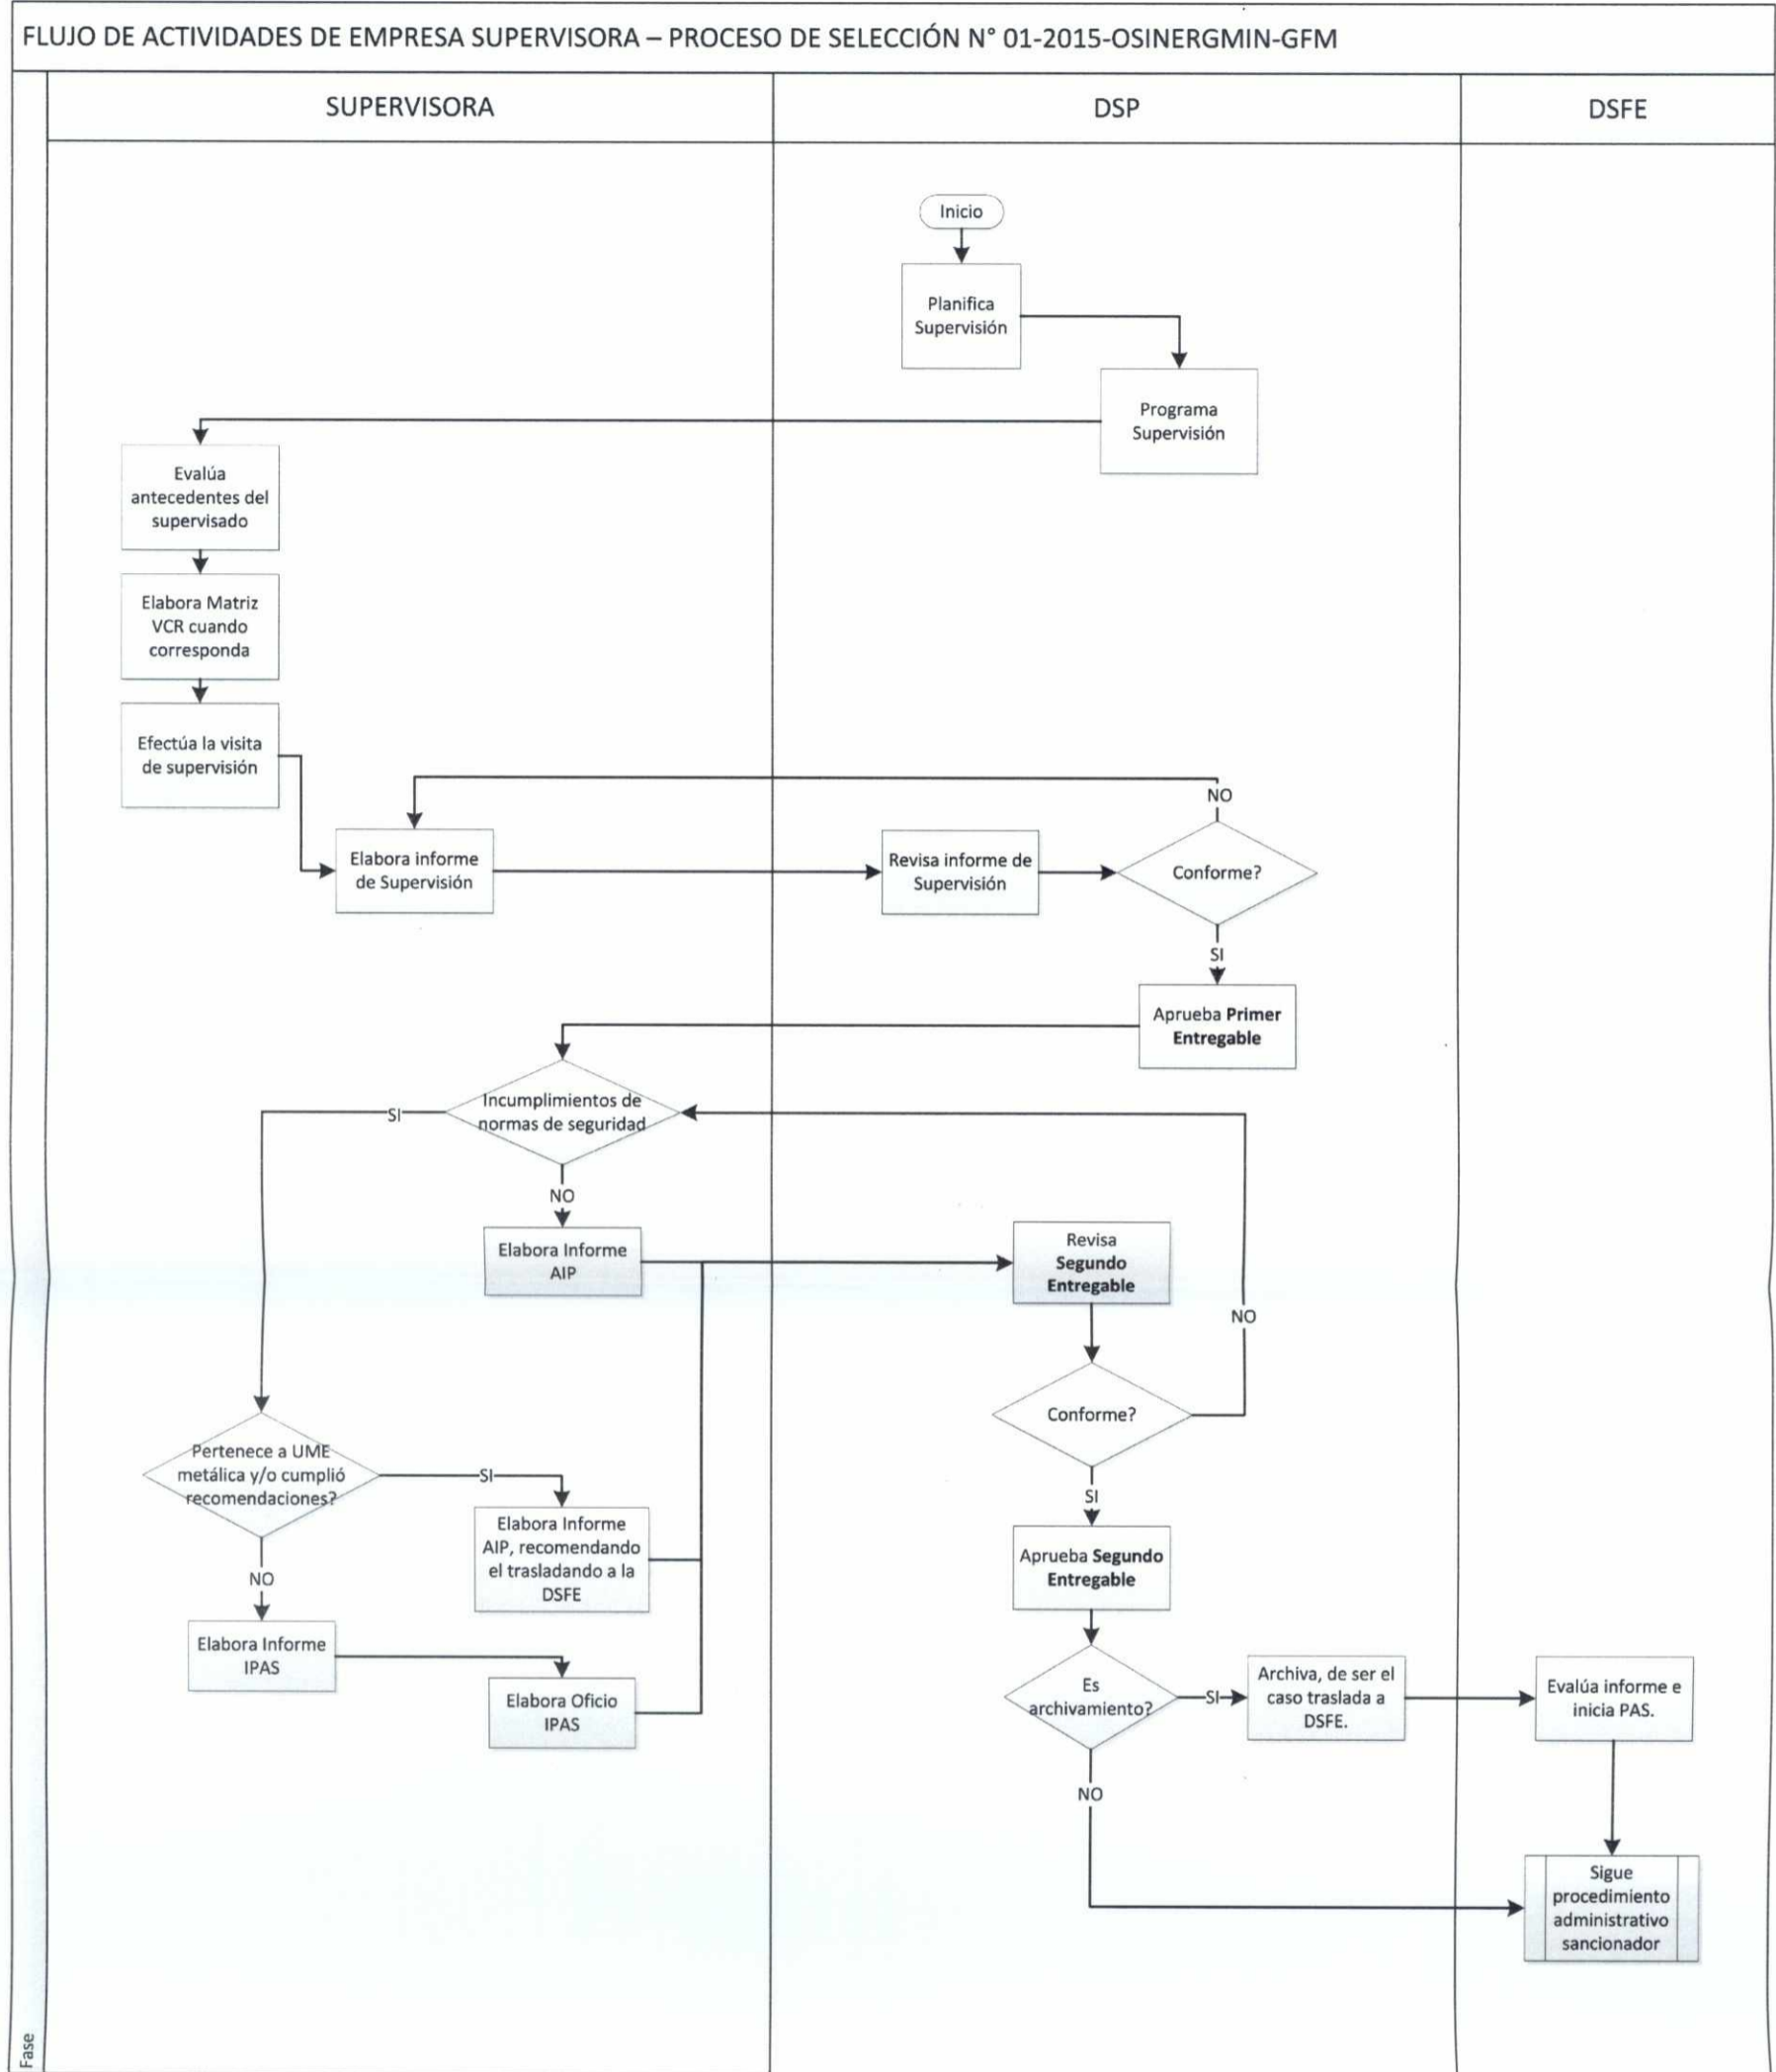 FLUJO DE ACTIVIDADES DE EMPRESA SUPERVISORA – PROCESO DE SELECCIÓN N° 01-2015-OSINERGMIN-GFM
SUPERVISORA
DSP
DSFE
Inicio
Planifica
Supervisión
Programa
Supervisión
Evalúa
antecedentes del
supervisado
Elabora Matriz
VCR cuando
corresponda
Efectúa la visita
de supervisión
Elabora informe
de Supervisión
Revisa informe de
Supervisión
Conforme?
NO
SI
Aprueba Primer
Entregable
Incumplimientos de
normas de seguridad
SI
NO
Elabora Informe
AIP
Revisa
Segundo
Entregable
NO
Conforme?
SI
Pertenece a UME
metálica y/o cumplió
recomendaciones?
SI
Elabora Informe
AIP, recomendando
el trasladando a la
DSFE
NO
Elabora Informe
IPAS
Elabora Oficio
IPAS
Aprueba Segundo
Entregable
Es
archivamiento?
SI
Archiva, de ser el
caso traslada a
DSFE.
Evalúa informe e
inicia PAS.
NO
Sigue
procedimiento
administrativo
sancionador
Fase